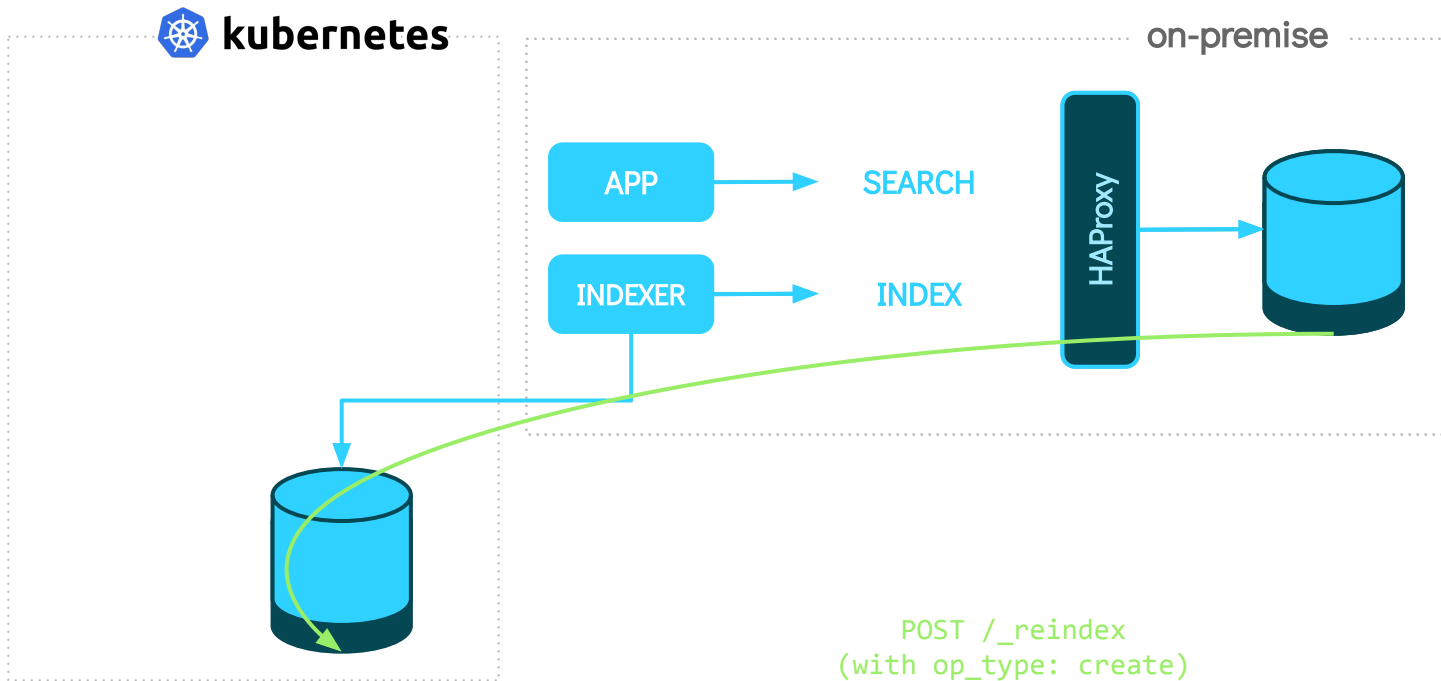 kubernetes
on-premise
APP
SEARCH
HAProxy
INDEXER
INDEX
POST /_reindex
(with op_type: create)